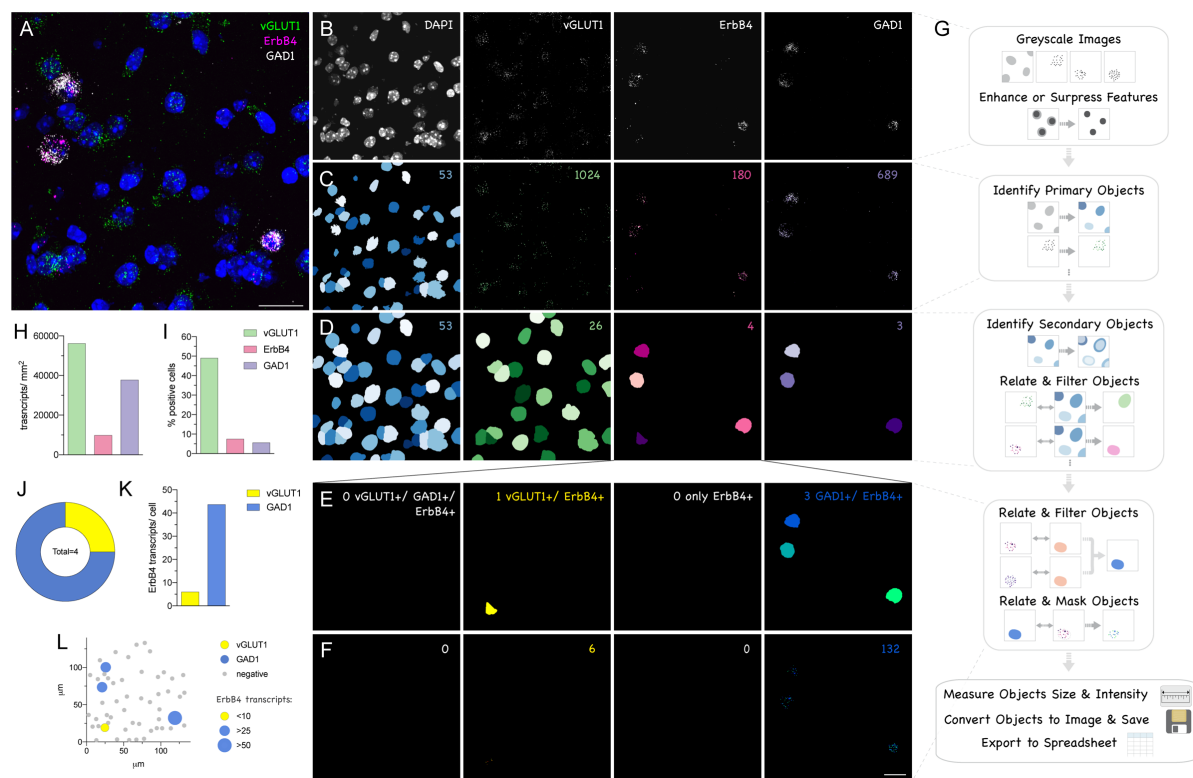 A
vGLUT1
ErbB4
GAD1
B
DAPI
vGLUT1
ErbB4
GAD1
C
53
1024
180
689
D
53
26
4
3
E
0 vGLUT1+/ GAD1+/
ErbB4+
1 vGLUT1+/ ErbB4+
0 only ErbB4+
3 GAD1+/ ErbB4+
F
0
6
0
132
G
Greyscale Images
Enhance or Surpress Features
Identify Primary Objects
Identify Secondary Objects
Relate & Filter Objects
Relate & Filter Objects
Relate & Mask Objects
Measure Objects Size & Intensity
Convert Objects to Image & Save
Export to Spreadsheet
H
trasncripts/ mm²
60000
40000
20000
0
I
% positive cells
60
50
40
30
20
10
5
0
vGLUT1
ErbB4
GAD1
J
Total=4
K
ErbB4 transcripts/ cell
50
40
30
20
10
0
vGLUT1
GAD1
L
µm
100
75
50
25
0
0
50
100
µm
vGLUT1
GAD1
negative
ErbB4 transcripts:
<10
>25
>50